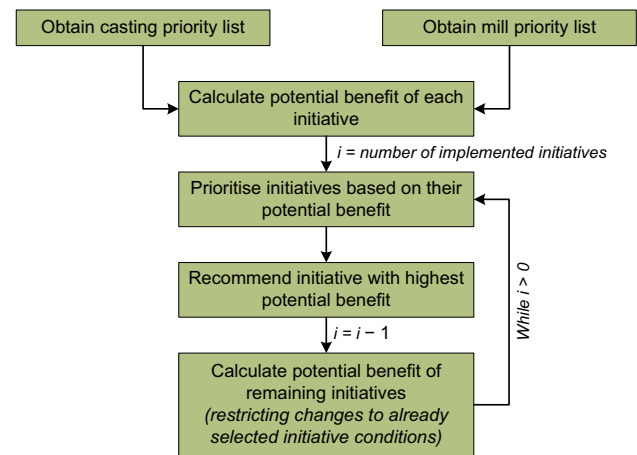 Obtain casting priority list
Obtain mill priority list
Calculate potential benefit of each
initiative
i = number of implemented initiatives
Prioritise initiatives based on their
potential benefit
Recommend initiative with highest
potential benefit
While i > 0
i = i − 1
Calculate potential benefit of
remaining initiatives
(restricting changes to already
selected initiative conditions)